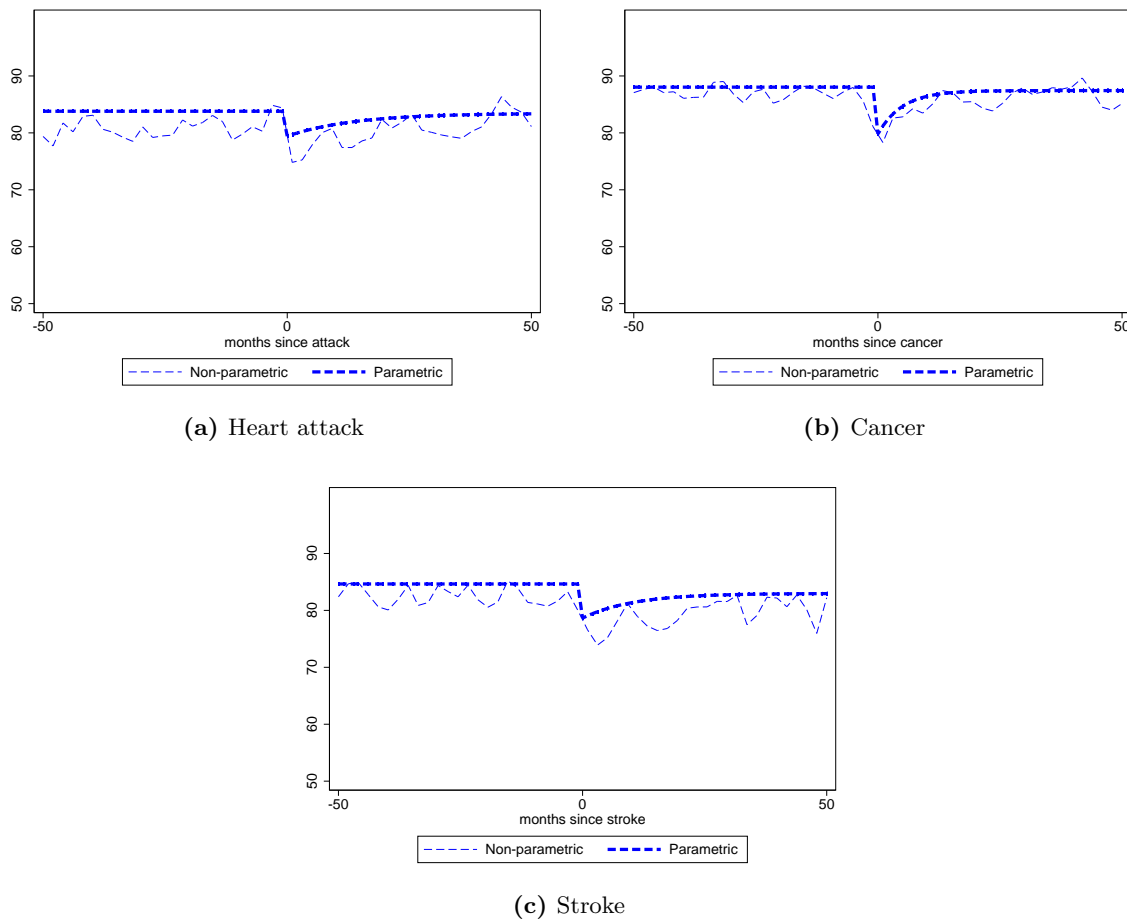 90
80
70
60
50
-50 0 50
months since attack
Non-parametric Parametric
(a) Heart attack
90
80
70
60
50
-50 0 50
months since cancer
Non-parametric Parametric
(b) Cancer
90
80
70
60
50
-50 0 50
months since stroke
Non-parametric Parametric
(c) Stroke